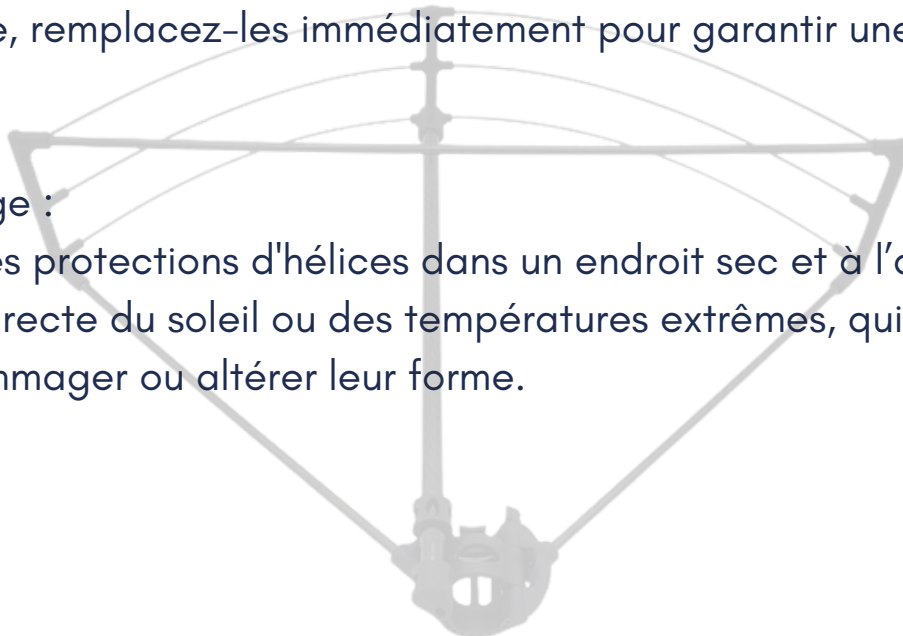 e, remplacez-les immédiatement pour garantir une
ge :
es protections d'hélices dans un endroit sec et à l'a
recte du soleil ou des températures extrêmes, qui
mmager ou altérer leur forme.